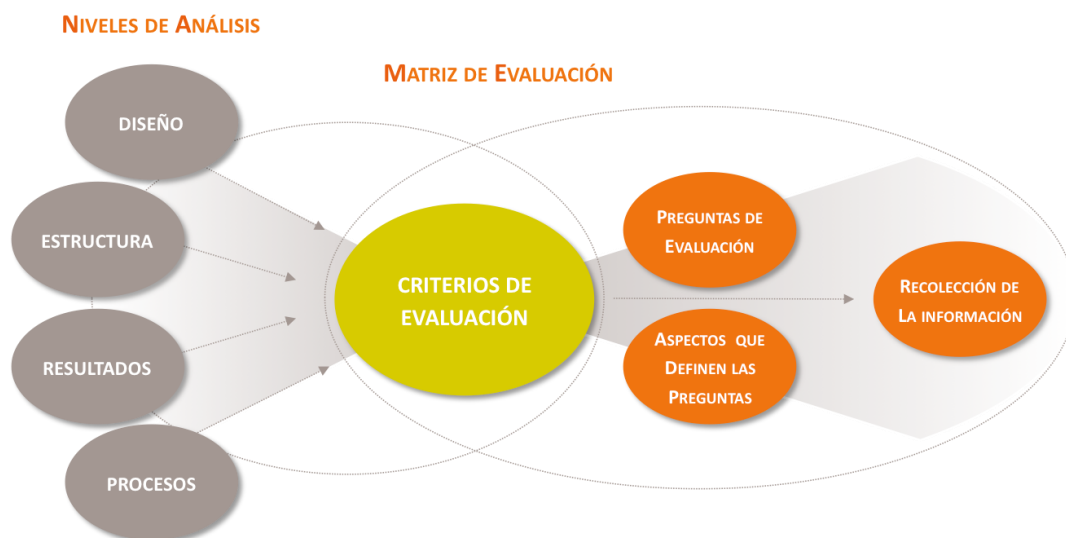 NIVELES DE ANÁLISIS
MATRIZ DE EVALUACIÓN
DISEÑO
ESTRUCTURA
RESULTADOS
PROCESOS
CRITERIOS DE
EVALUACIÓN
PREGUNTAS DE
EVALUACIÓN
ASPECTOS QUE
DEFINEN LAS
PREGUNTAS
RECOLECCIÓN DE
LA INFORMACIÓN